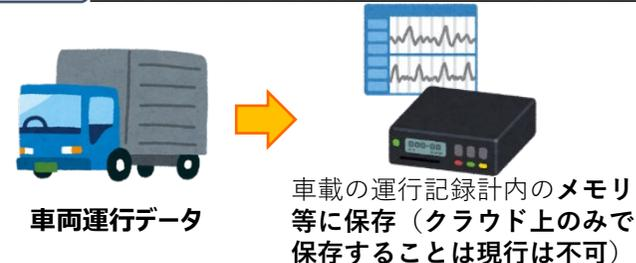 車両運行データ
車載の運行記録計内のメモリ
等に保存（クラウド上のみで
保存することは現行は不可）